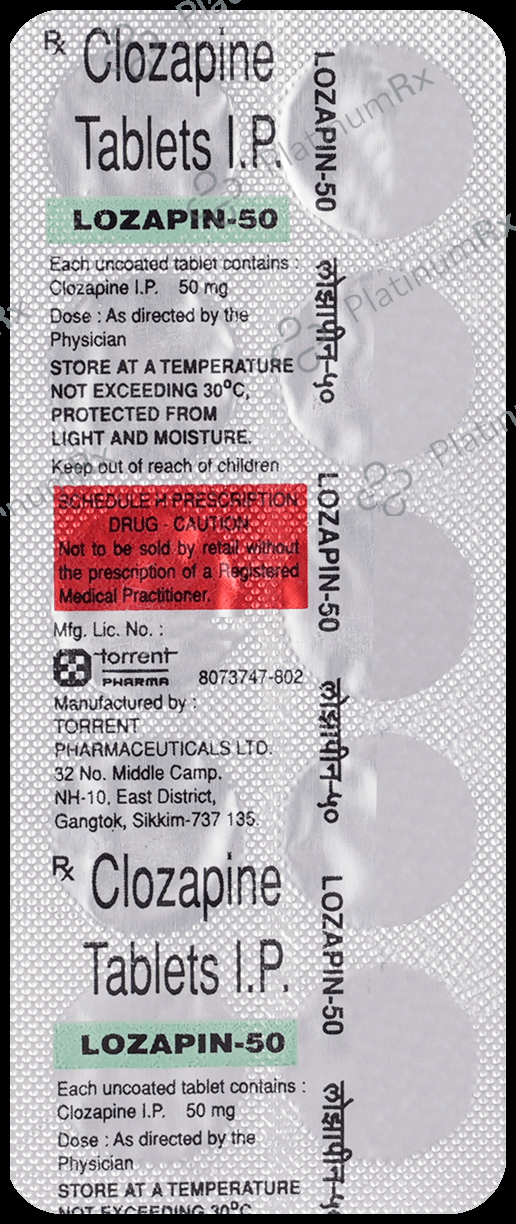 Rx Clozapine
Tablets I.P.
LOZAPIN-50
Each uncoated tablet contains :
Clozapine I.P. 50 mg
Dose : As directed by the
Physician
STORE AT A TEMPERATURE
NOT EXCEEDING 30°C,
PROTECTED FROM
LIGHT AND MOISTURE.
Keep out of reach of children
SCHEDULE H PRESCRIPTION
DRUG - CAUTION
Not to be sold by retail without
the prescription of a Registered
Medical Practitioner.
Mfg. Lic. No. :
torrent
PHARMA
8073747-802
Manufactured by :
TORRENT
PHARMACEUTICALS LTD.
32 No. Middle Camp,
NH-10, East District,
Gangtok, Sikkim-737 135.
Rx Clozapine
Tablets I.P.
LOZAPIN-50
Each uncoated tablet contains :
Clozapine I.P. 50 mg
Dose : As directed by the
Physician
STORE AT A TEMPERATURE
NOT EXCEEDING 30°C,
LOZAPIN-50
लोझापीन-५०
LOZAPIN-50
लोझापीन-५०
LOZAPIN-50
लोझापीन-५०
PlatinumRx
PlatinumRx